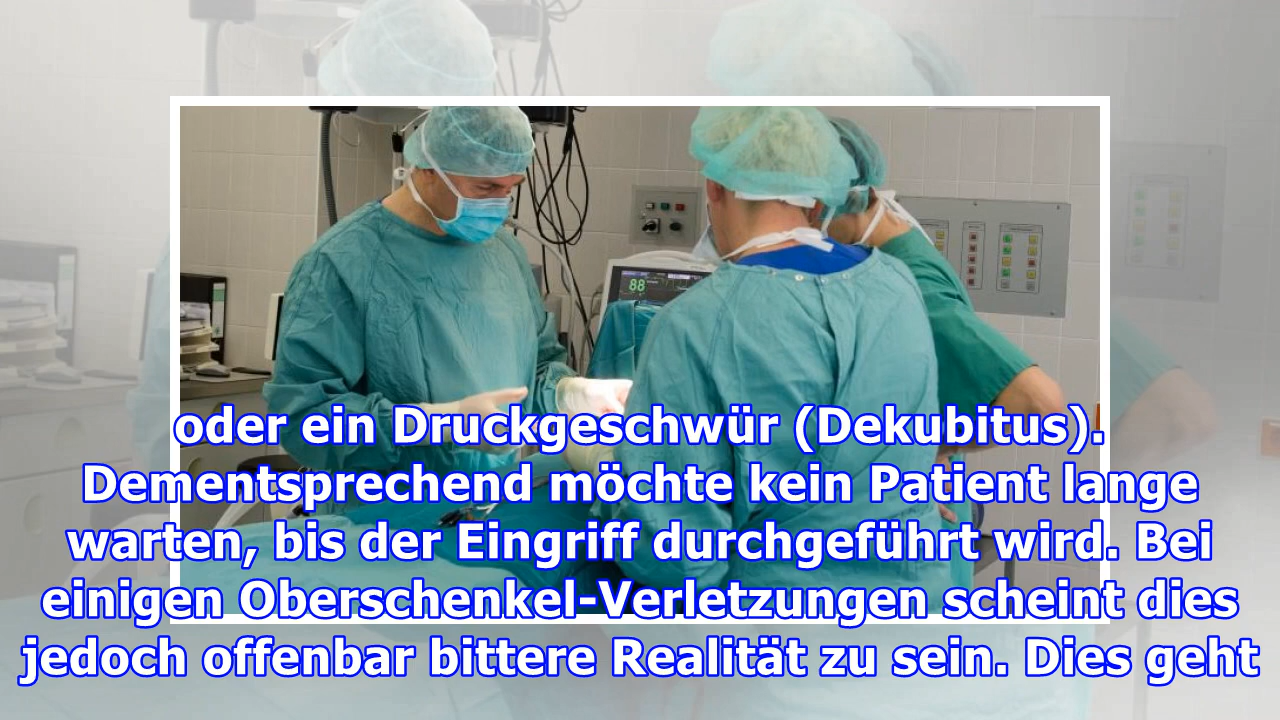 88
oder ein Druckgeschwür (Dekubitus).
Dementsprechend möchte kein Patient lange
warten, bis der Eingriff durchgeführt wird. Bei
einigen Oberschenkel-Verletzungen scheint dies
jedoch offenbar bittere Realität zu sein. Dies geht